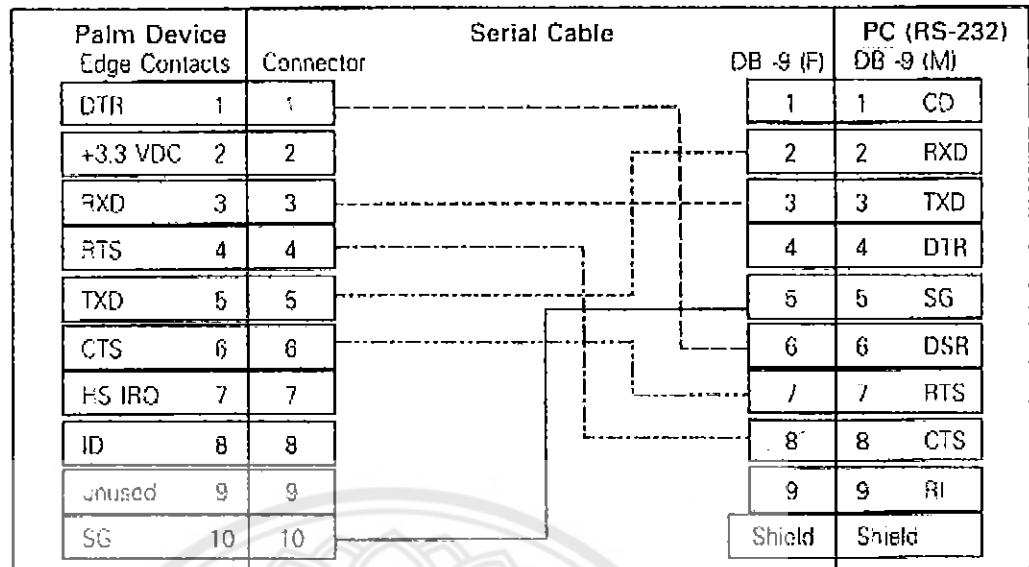 Palm Device Serial Cable PC (RS-232)
Edge Contacts Connector DB -9 (F) DB -9 (M)
DTR 1 1 1 1 CD
+3.3 VDC 2 2 2 2 RXD
RXD 3 3 3 3 TXD
RTS 4 4 4 4 DTR
TXD 5 5 5 5 SG
CTS 6 6 6 6 DSR
HS IRQ 7 7 7 7 RTS
ID 8 8 8 8 CTS
unused 9 9 9 9 RI
SG 10 10 Shield Shield